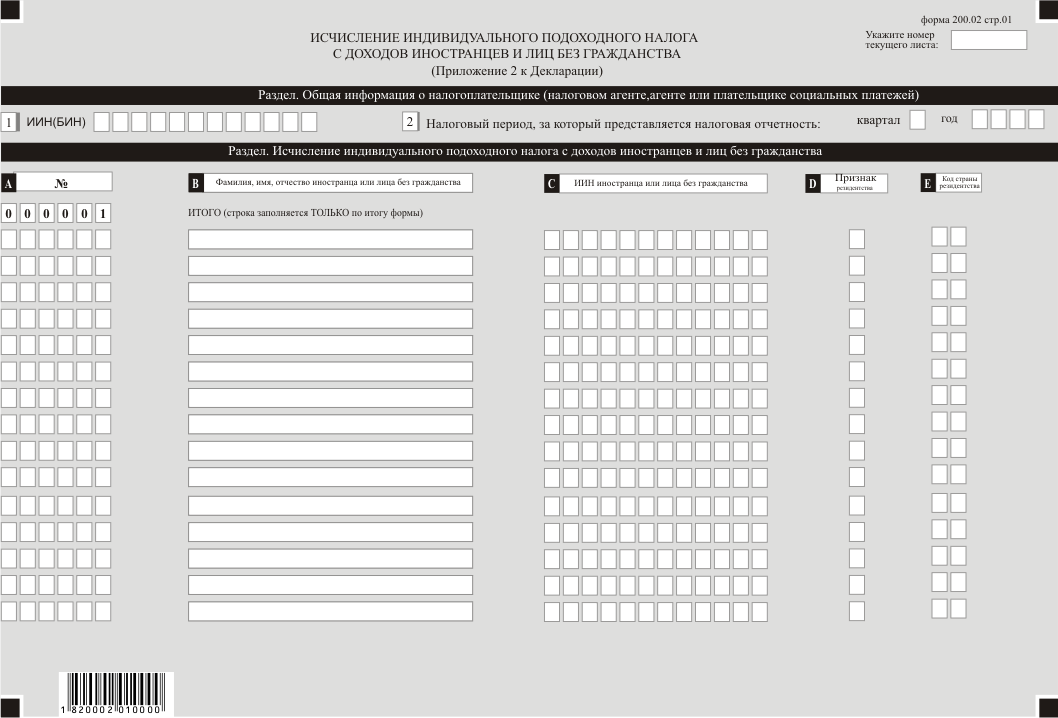 форма 200.02 стр.01
ИСЧИСЛЕНИЕ ИНДИВИДУАЛЬНОГО ПОДОХОДНОГО НАЛОГА
С ДОХОДОВ ИНОСТРАНЦЕВ И ЛИЦ БЕЗ ГРАЖДАНСТВА
(Приложение 2 к Декларации)
Укажите номер
текущего листа:
Раздел. Общая информация о налогоплательщике (налоговом агенте,агенте или плательщике социальных платежей)
1 ИИН(БИН)
2 Налоговый период, за который представляется налоговая отчетность: квартал год
Раздел. Исчисление индивидуального подоходного налога с доходов иностранцев и лиц без гражданства
A №
B Фамилия, имя, отчество иностранца или лица без гражданства
C ИИН иностранца или лица без гражданства
D Признак
резидентства
E Код страны
резидентства
0 0 0 0 0 1 ИТОГО (строка заполняется ТОЛЬКО по итогу формы)
1 820002 010000